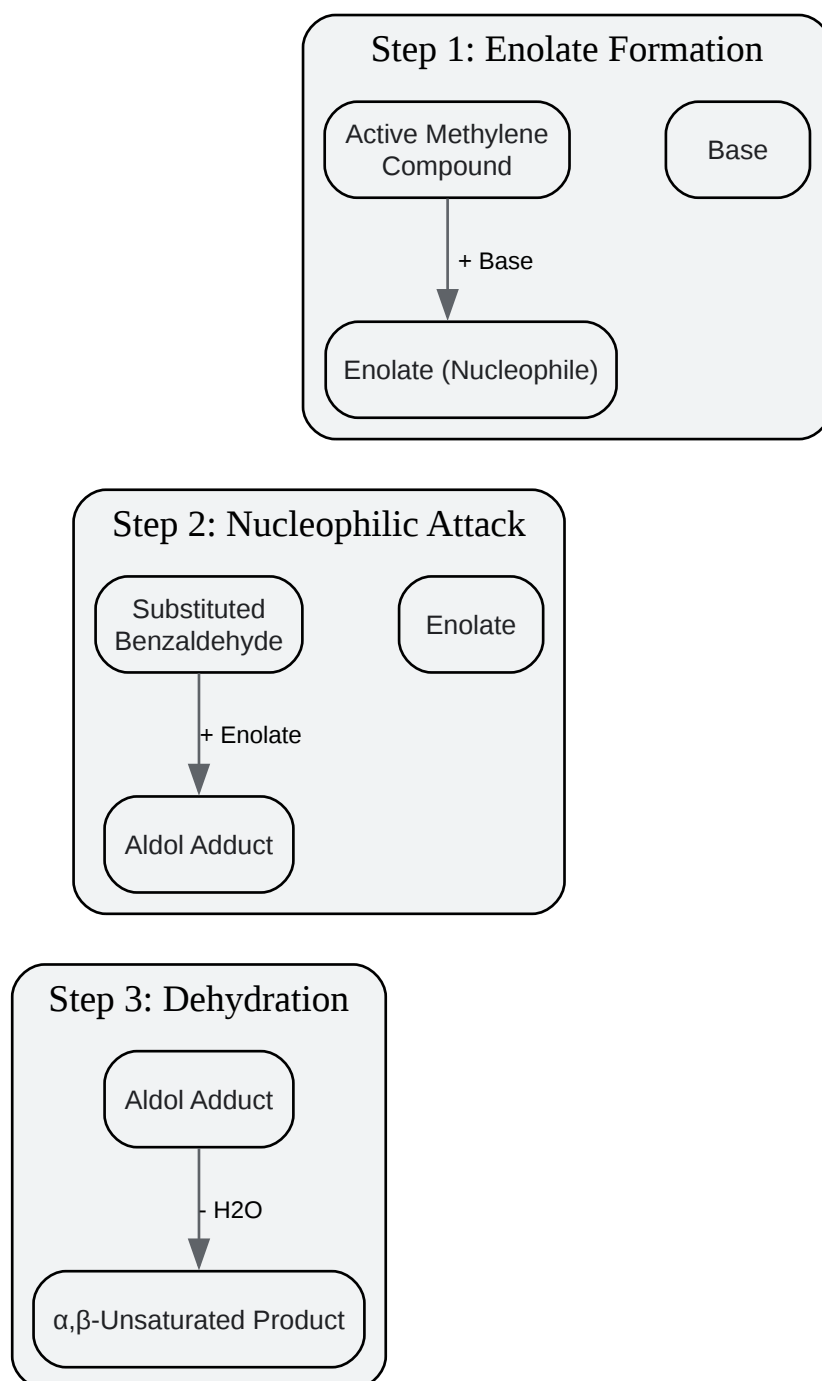 Step 1: Enolate Formation
Active Methylene
Compound
Base
+ Base
Enolate (Nucleophile)
Step 2: Nucleophilic Attack
Substituted
Benzaldehyde
Enolate
+ Enolate
Aldol Adduct
Step 3: Dehydration
Aldol Adduct
- H2O
α,β-Unsaturated Product